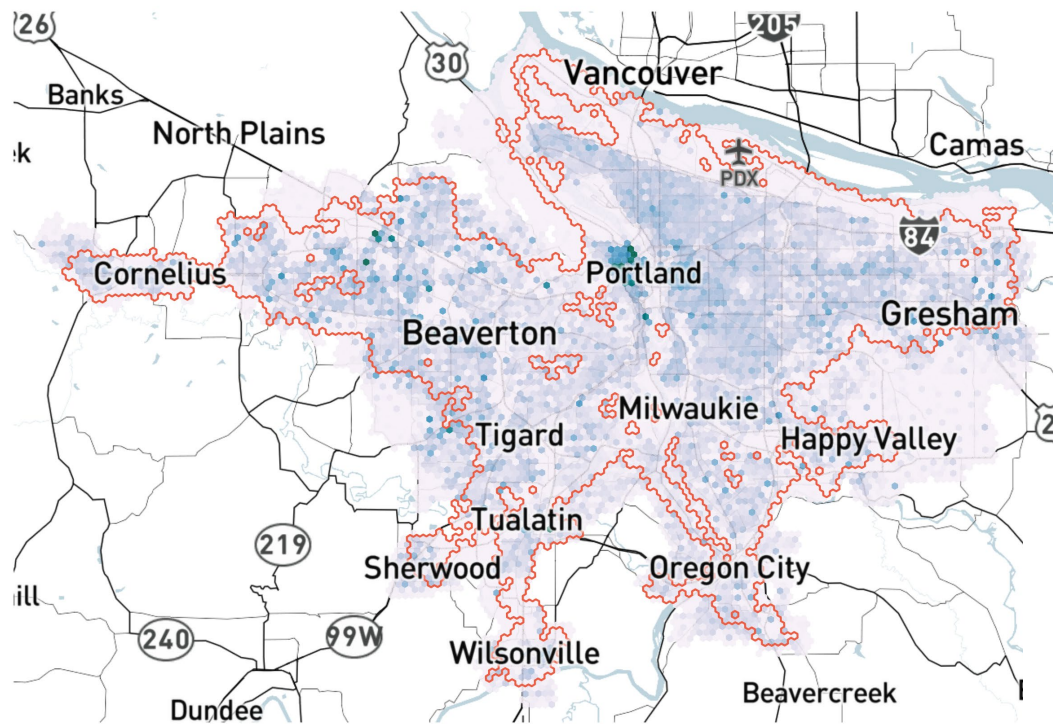 26
205
30
Vancouver
Banks
North Plains
Camas
PDX
84
Cornelius
Portland
Gresham
Beaverton
Milwaukie
Tigard
Happy Valley
Tualatin
219
Sherwood
Oregon City
240
99W
Wilsonville
Beavercreek
Dundee